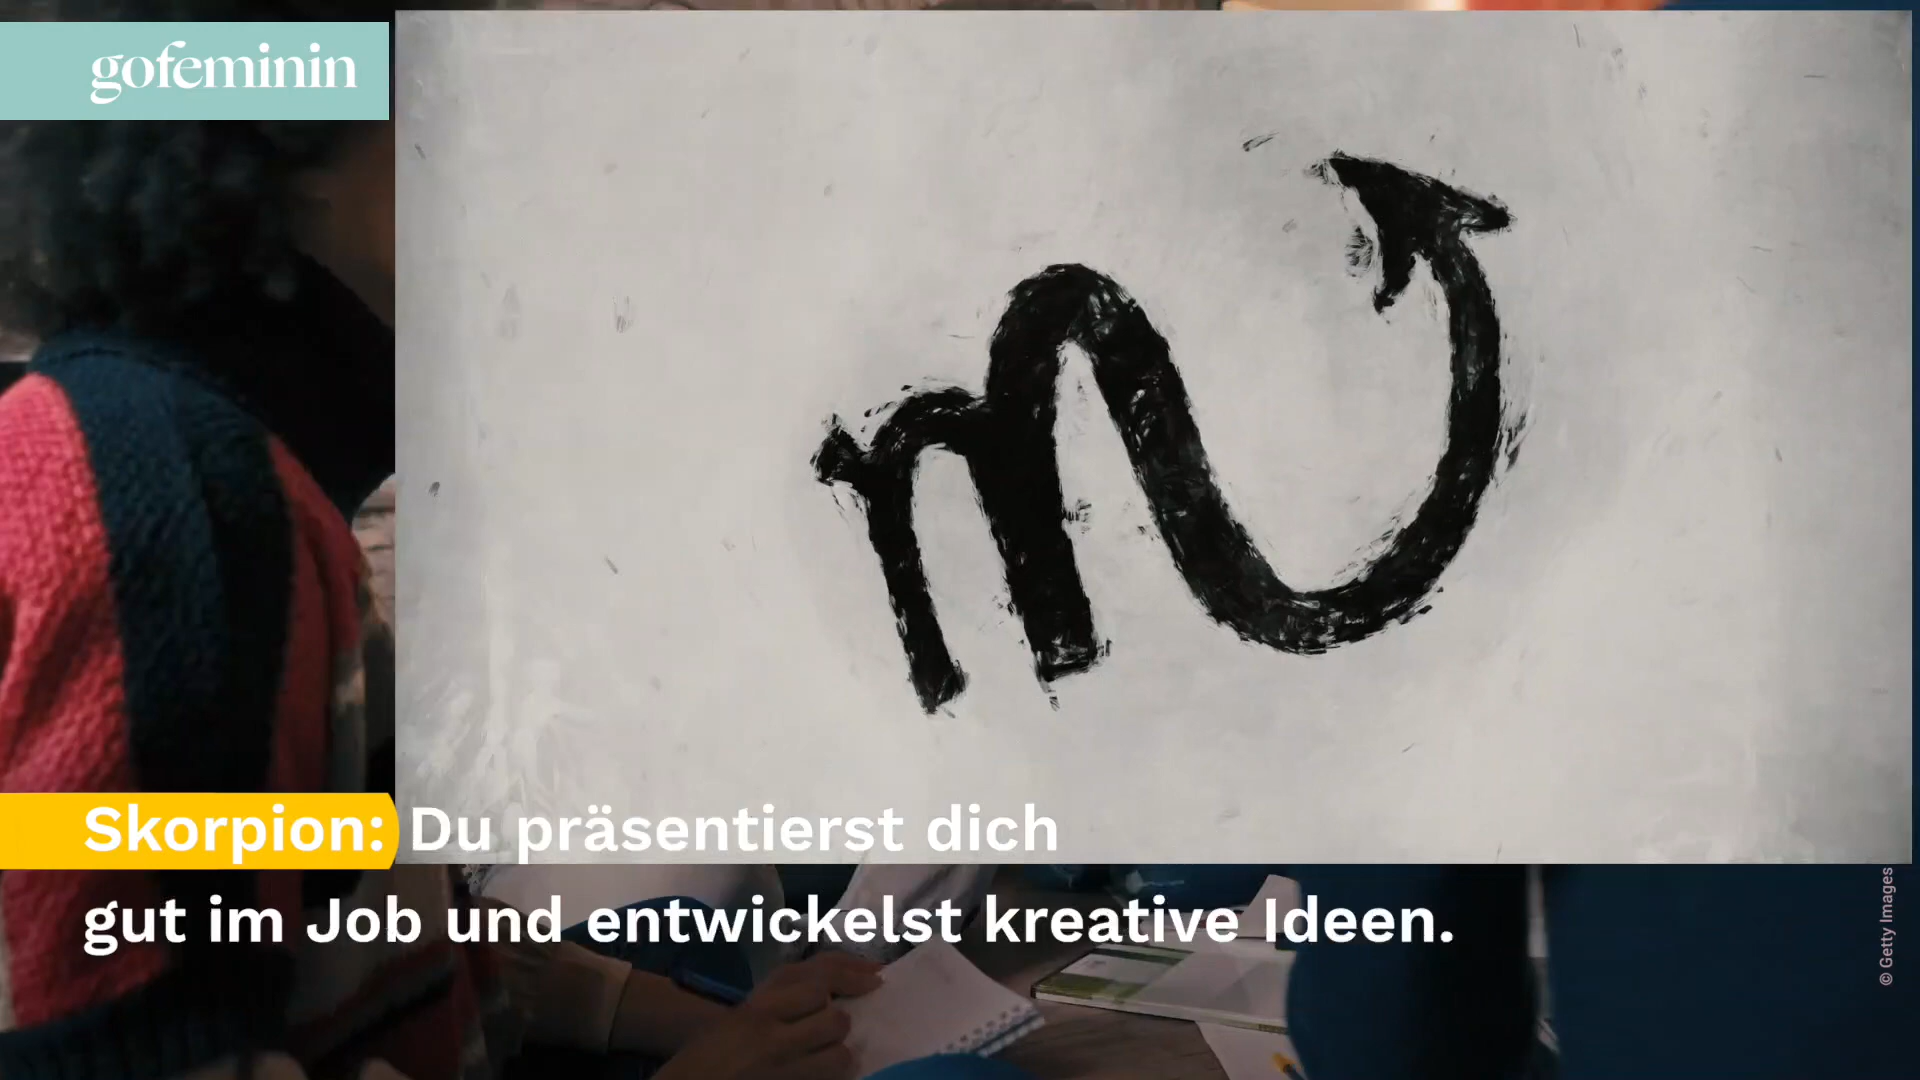 gofeminin
Skorpion: Du präsentierst dich
gut im Job und entwickelst kreative Ideen.
© Getty Images